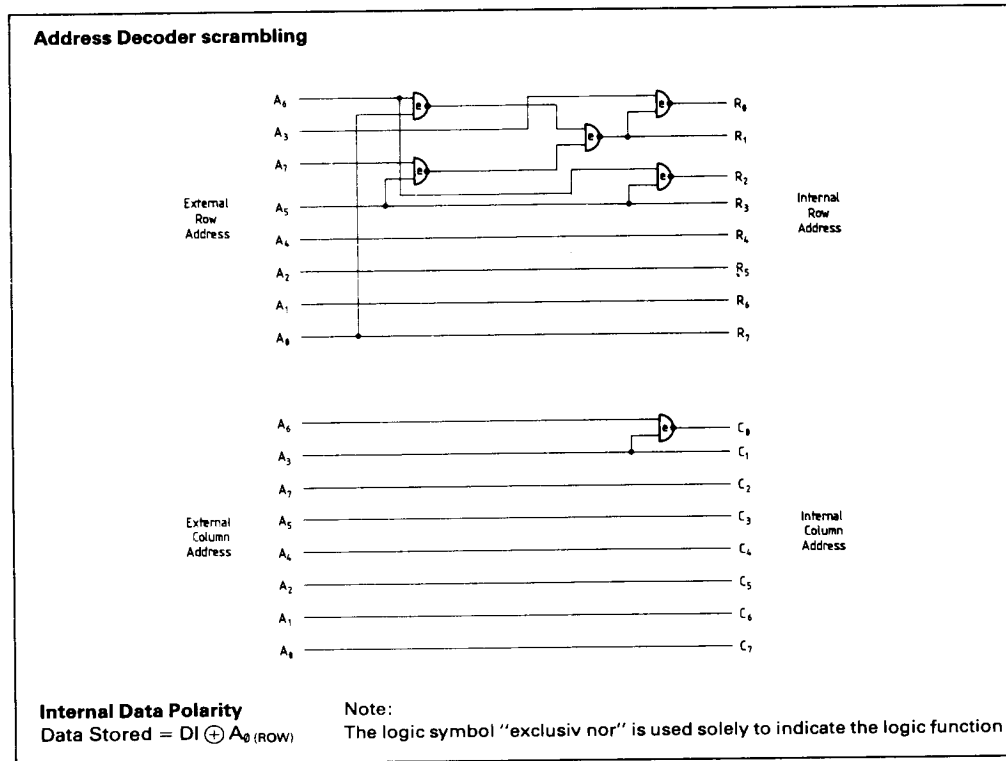 Address Decoder scrambling
A₆
A₃
A₇
A₅
A₄
A₂
A₁
A₀
External
Row
Address
e
e
e
e
e
R₀
R₁
R₂
R₃
R₄
R₅
R₆
R₇
Internal
Row
Address
A₆
A₃
A₇
A₅
A₄
A₂
A₁
A₀
External
Column
Address
e
C₀
C₁
C₂
C₃
C₄
C₅
C₆
C₇
Internal
Column
Address
Internal Data Polarity
Data Stored = DI ⊕ A₀ (ROW)
Note:
The logic symbol "exclusiv nor" is used solely to indicate the logic function